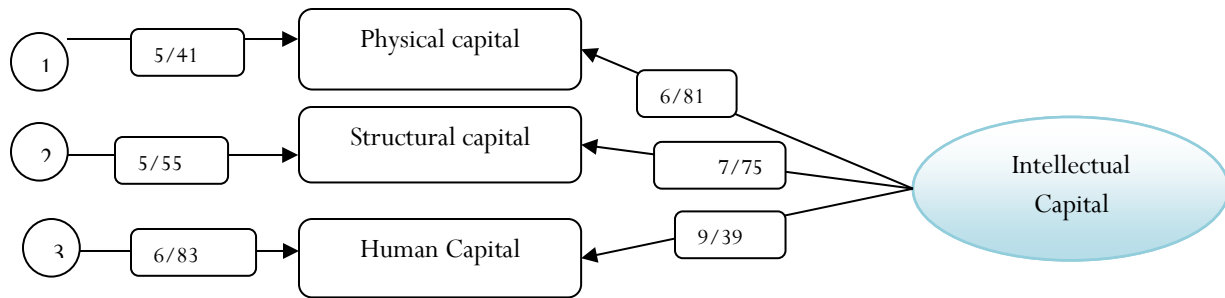 1
5/41
Physical capital
6/81
2
5/55
Structural capital
7/75
Intellectual
Capital
3
6/83
Human Capital
9/39